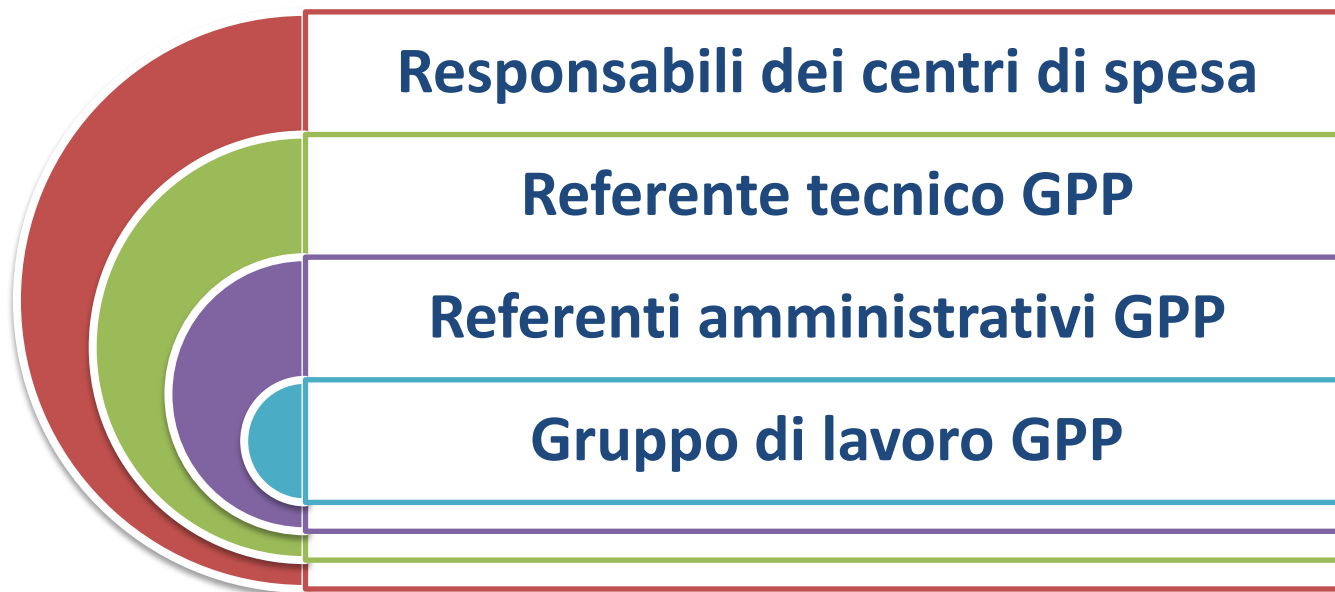 Responsabili dei centri di spesa
Referente tecnico GPP
Referenti amministrativi GPP
Gruppo di lavoro GPP